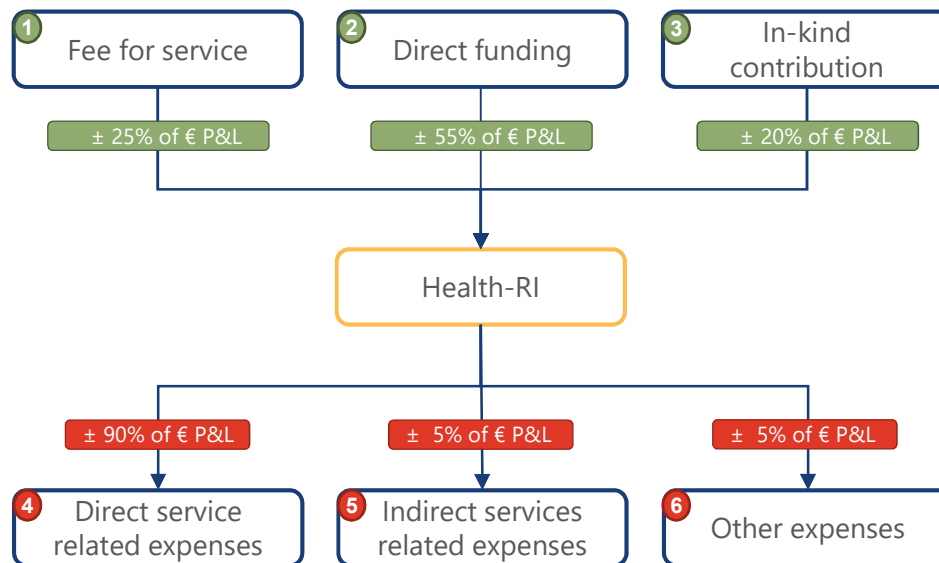 1
Fee for service
2
Direct funding
3
In-kind
contribution
± 25% of € P&L
± 55% of € P&L
± 20% of € P&L
Health-RI
± 90% of € P&L
± 5% of € P&L
± 5% of € P&L
4
Direct service
related expenses
5
Indirect services
related expenses
6
Other expenses